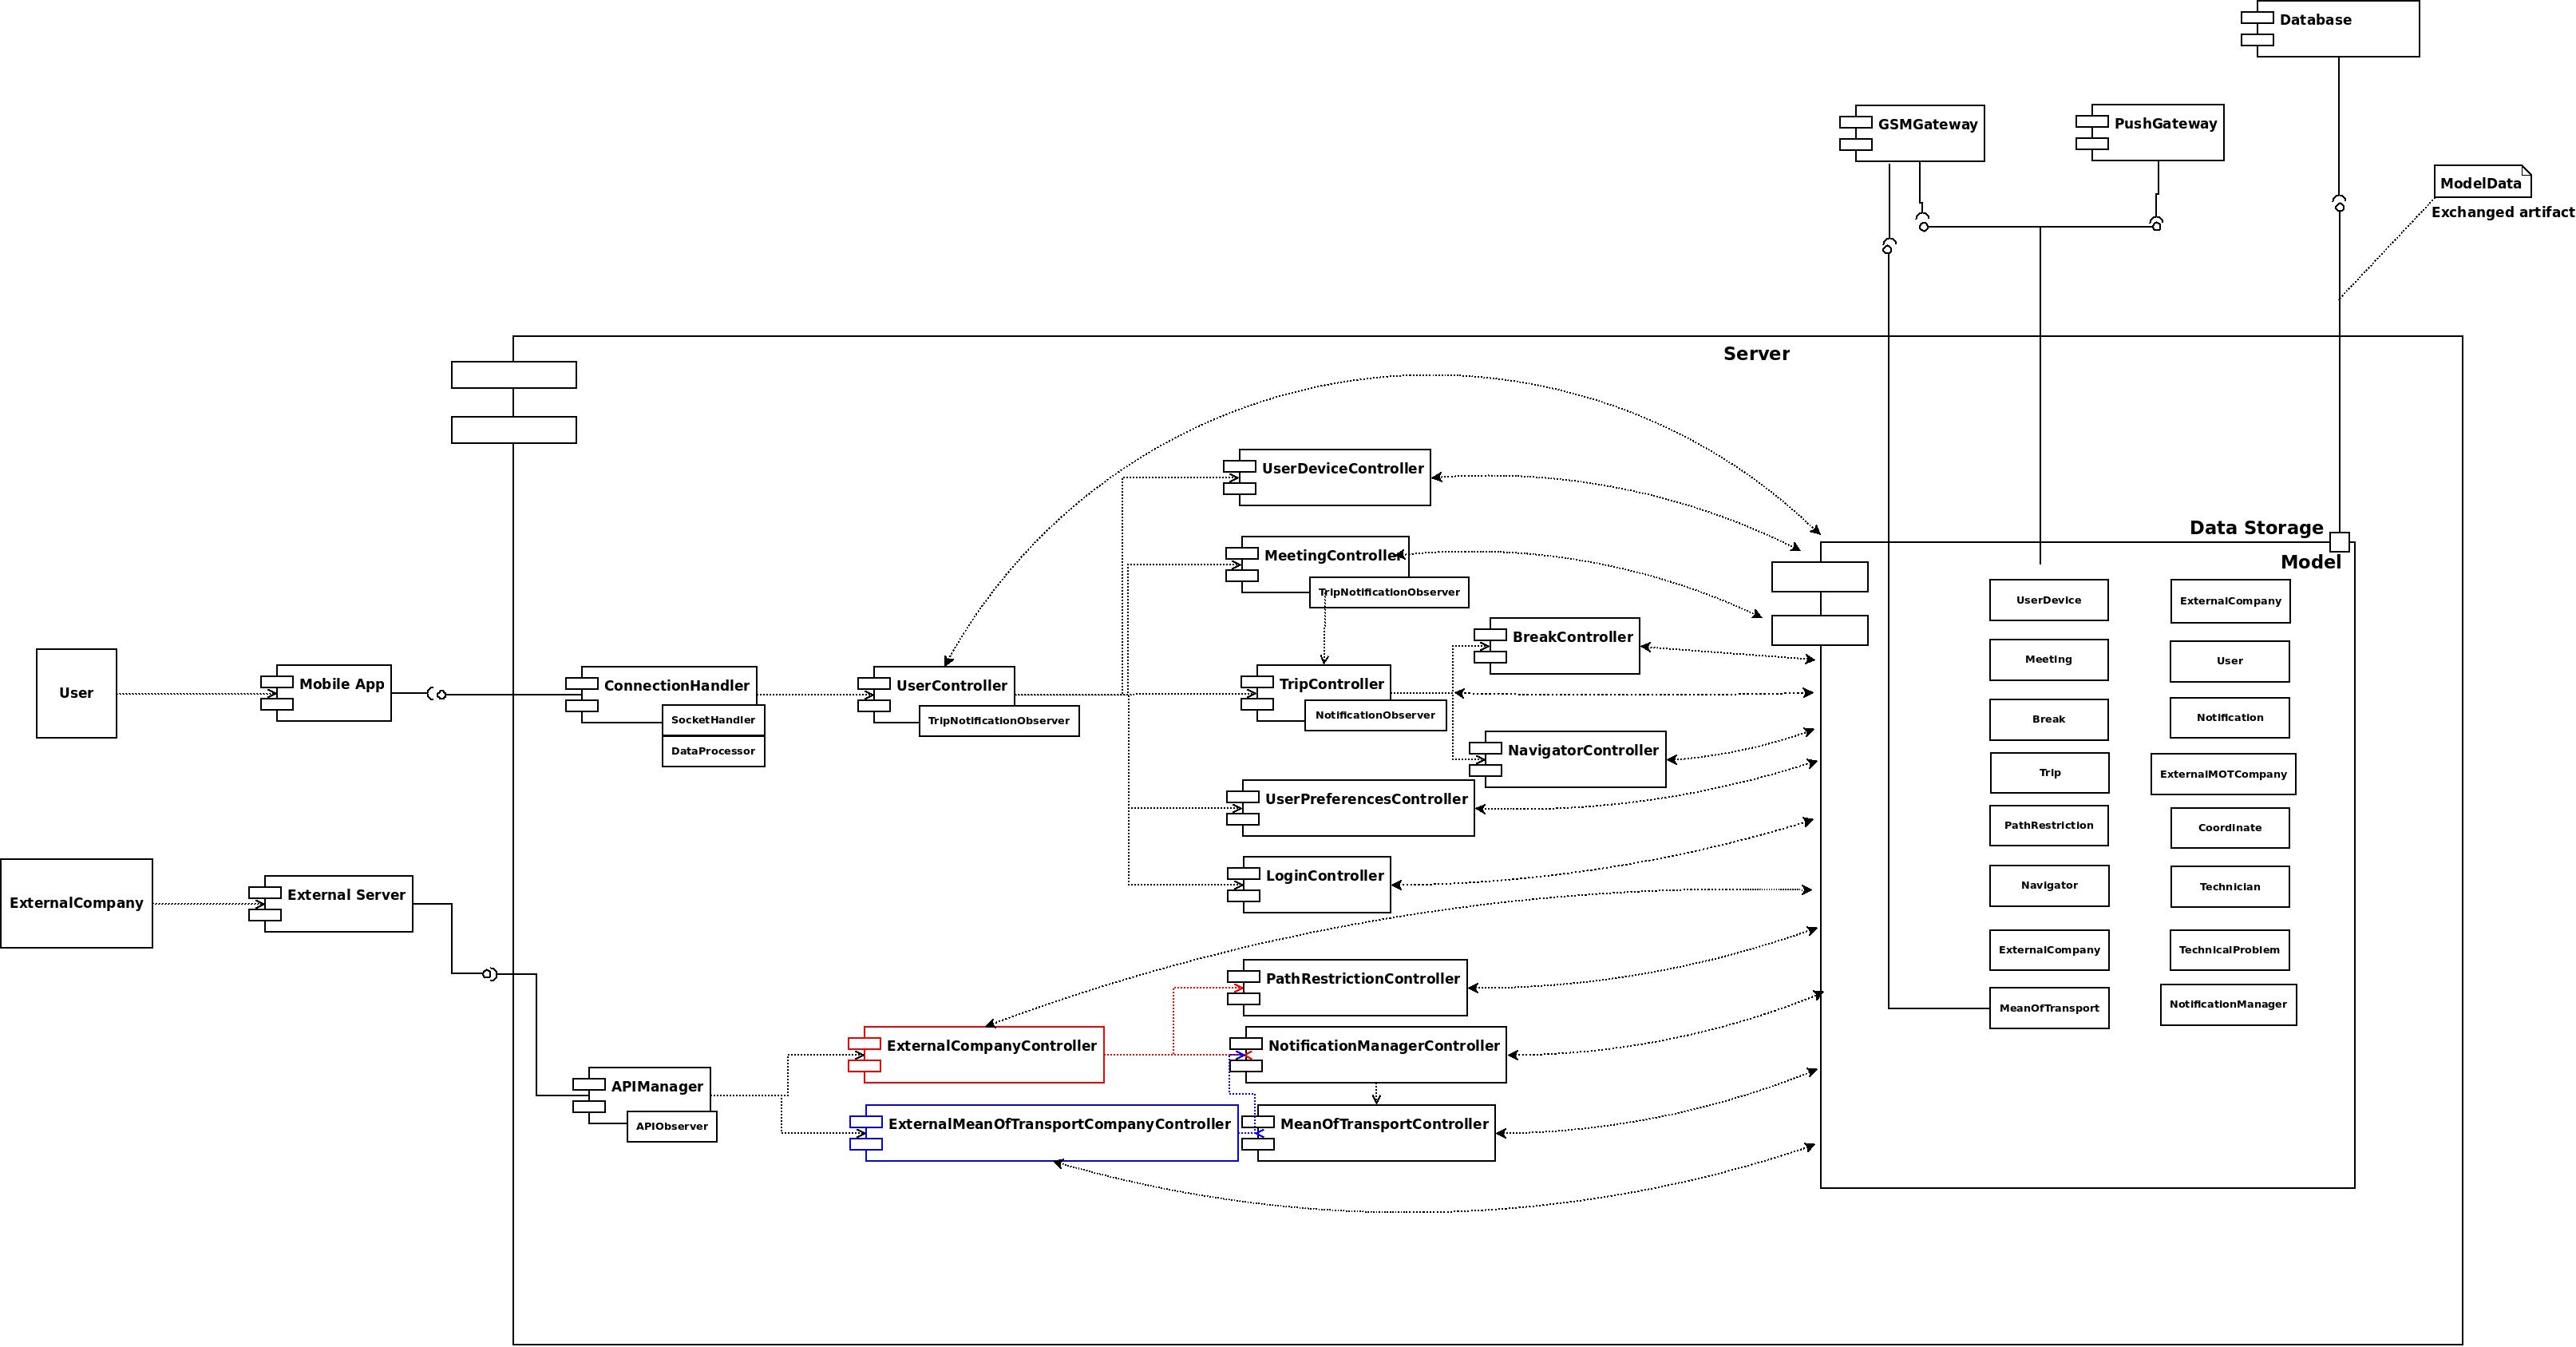 Database
GSMGateway
PushGateway
ModelData
Exchanged artifact
Server
UserDeviceController
Data Storage
Model
MeetingController
TripNotificationObserver
UserDevice
ExternalCompany
BreakController
Meeting
User
User
Mobile App
ConnectionHandler
SocketHandler
DataProcessor
UserController
TripNotificationObserver
TripController
NotificationObserver
Break
Notification
NavigatorController
Trip
ExternalMOTCompany
UserPreferencesController
PathRestriction
Coordinate
LoginController
Navigator
Technician
ExternalCompany
External Server
PathRestrictionController
ExternalCompany
TechnicalProblem
MeanOfTransport
NotificationManager
ExternalCompanyController
NotificationManagerController
APIManager
APIObserver
ExternalMeanOfTransportCompanyController
MeanOfTransportController